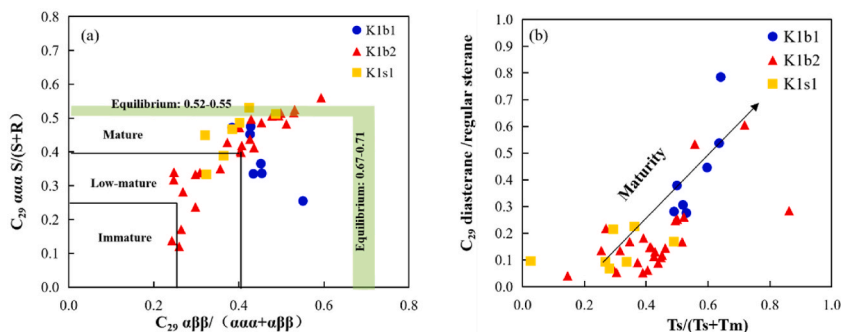 (a)
K1b1
K1b2
K1s1
Equilibrium: 0.52-0.55
Mature
Low-mature
Immature
Equilibrium: 0.67-0.71
0.8
0.7
0.6
0.5
0.4
0.3
0.2
0.1
0.0
0.0 0.2 0.4 0.6 0.8
C₂₉ ααα S/(S+R)
C₂₉ αββ/（ααα+αββ）
(b)
K1b1
K1b2
K1s1
Maturity
1.0
0.9
0.8
0.7
0.6
0.5
0.4
0.3
0.2
0.1
0.0
0.0 0.2 0.4 0.6 0.8 1.0
C₂₉ diasterane /regular sterane
Ts/(Ts+Tm)